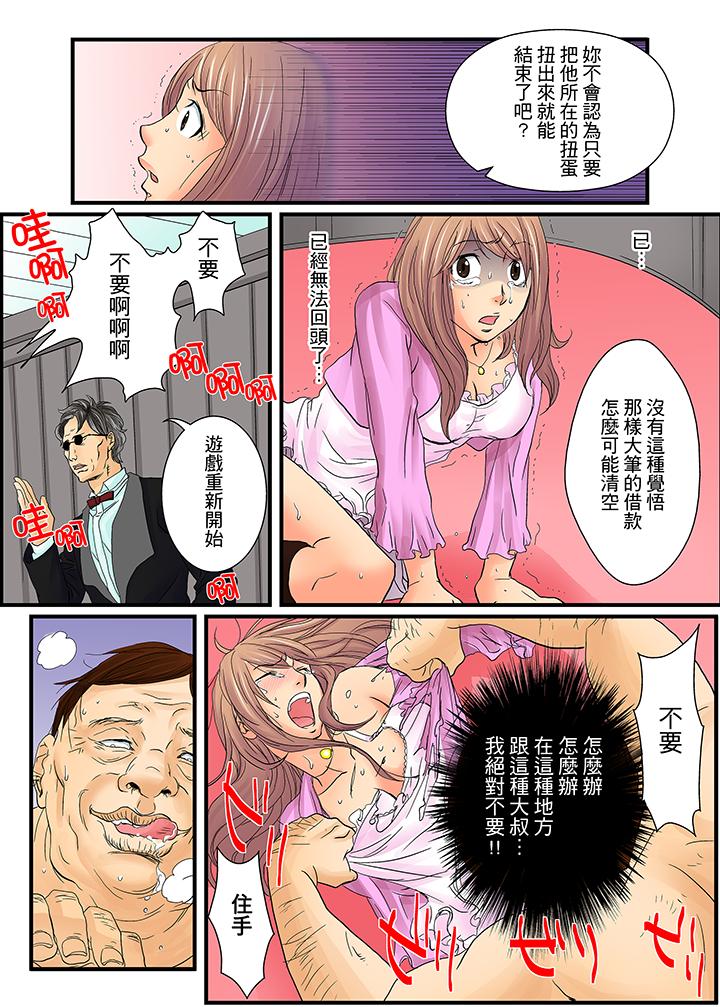 妳不會認為只要
把他所在的扭蛋
扭出來就能
結束了吧?
已…
已經無法回頭了…
沒有這種覺悟
那樣大筆的借款
怎麼可能清空
不要
不要啊啊啊
哇啊啊
啊啊啊
遊戲重新開始
哇啊
啊
不要
怎麼辦
怎麼辦
在這種地方
跟這種大叔…
我絕對不要!!
住手